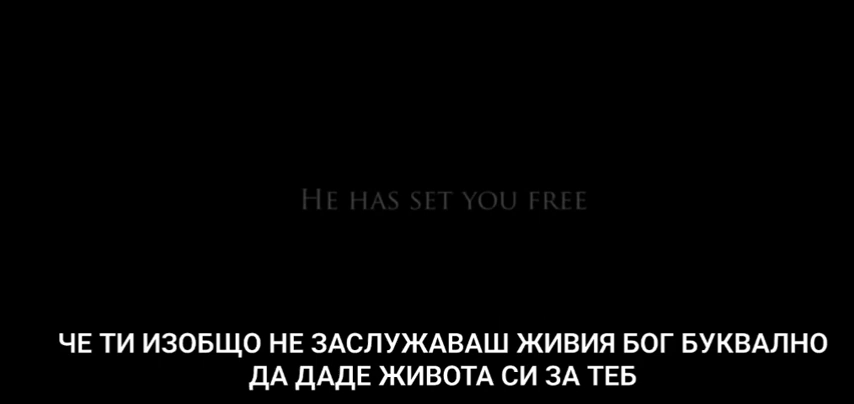 He has set you free
ЧЕ ТИ ИЗОБЩО НЕ ЗАСЛУЖАВАШ ЖИВИЯ БОГ БУКВАЛНО
ДА ДАДЕ ЖИВОТА СИ ЗА ТЕБ